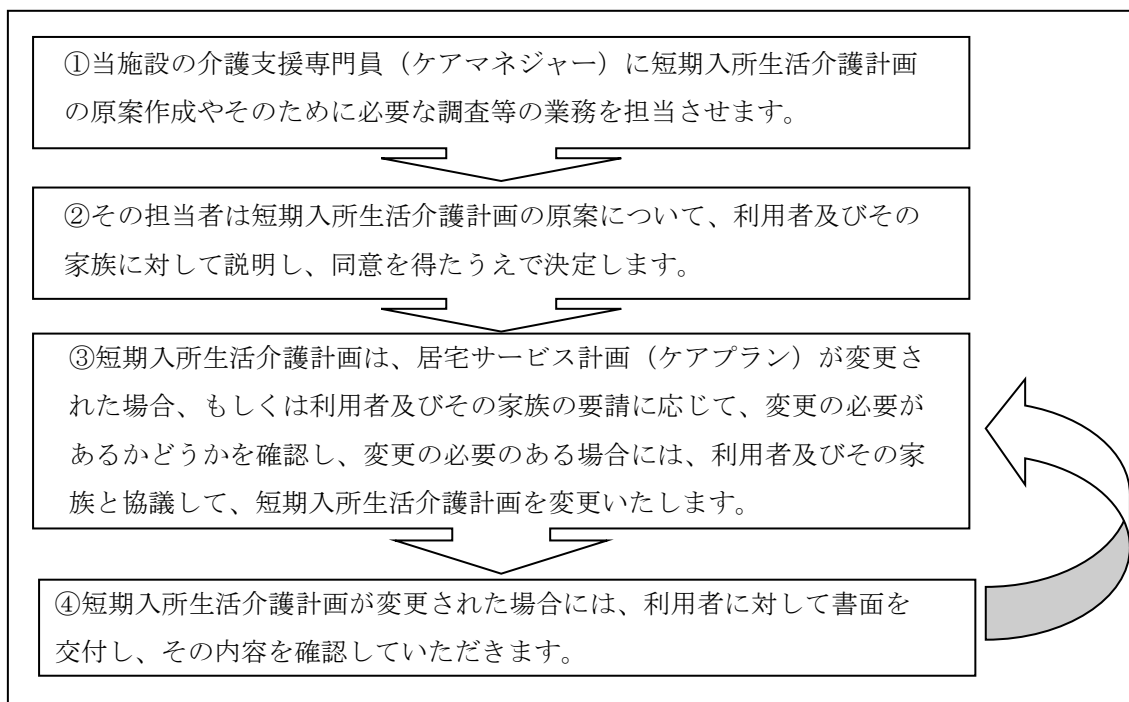 ①当施設の介護支援専門員（ケアマネジャー）に短期入所生活介護計画
の原案作成やそのために必要な調査等の業務を担当させます。
②その担当者は短期入所生活介護計画の原案について、利用者及びその
家族に対して説明し、同意を得たうえで決定します。
③短期入所生活介護計画は、居宅サービス計画（ケアプラン）が変更さ
れた場合、もしくは利用者及びその家族の要請に応じて、変更の必要が
あるかどうかを確認し、変更の必要のある場合には、利用者及びその家
族と協議して、短期入所生活介護計画を変更いたします。
④短期入所生活介護計画が変更された場合には、利用者に対して書面を
交付し、その内容を確認していただきます。